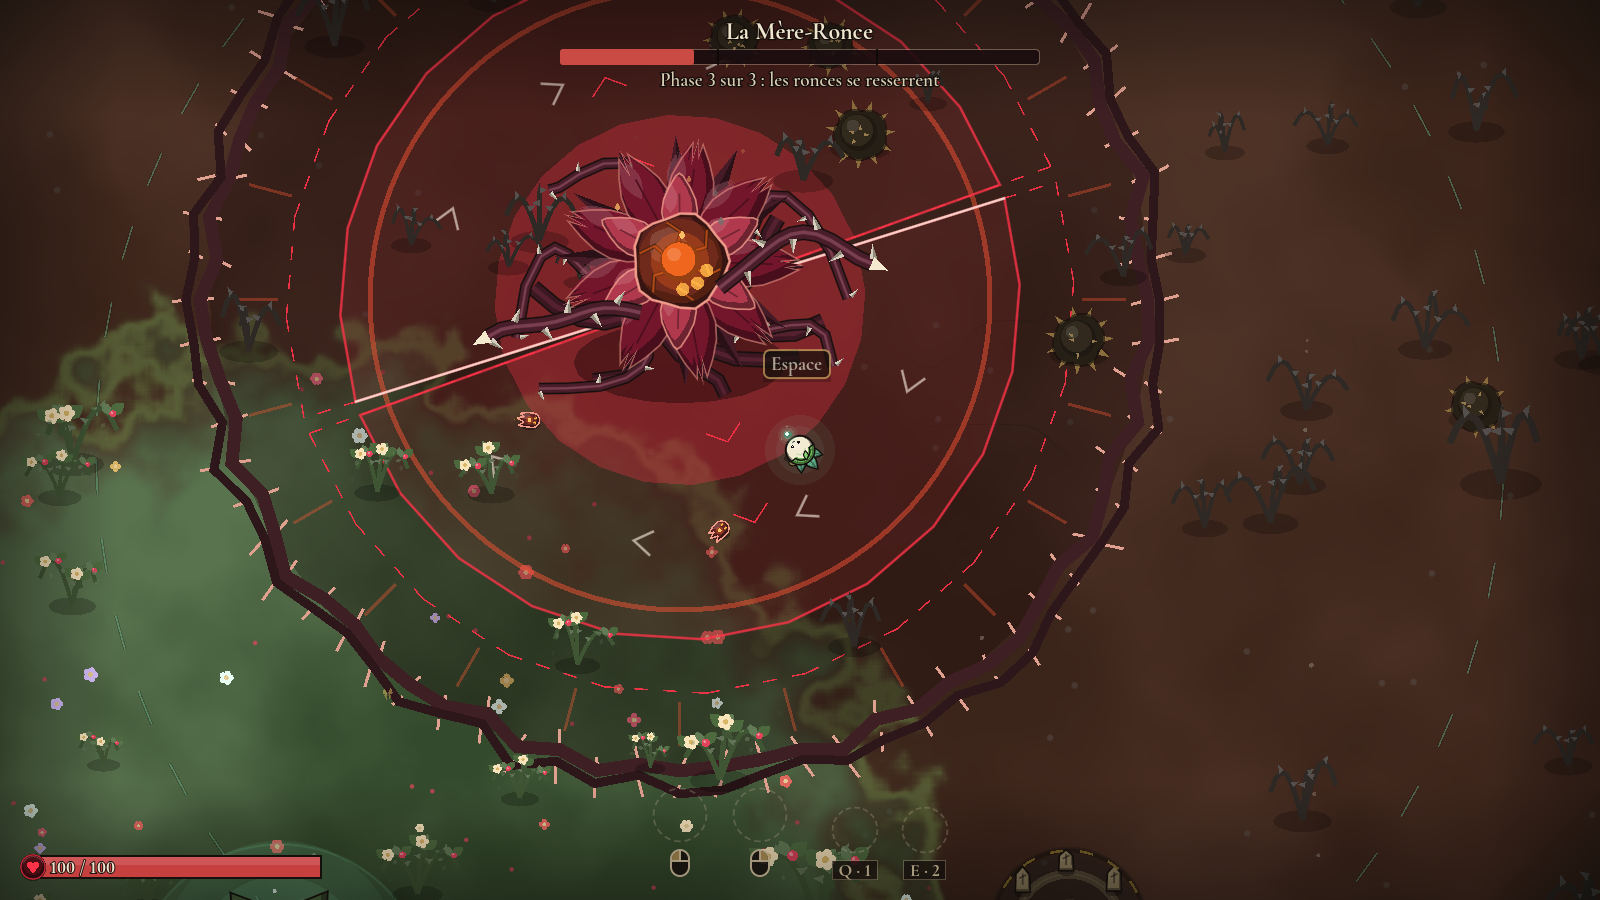 La Mère-Ronce
Phase 3 sur 3 : les ronces se resserrent
Espace
100 / 100
Q · 1
E · 2